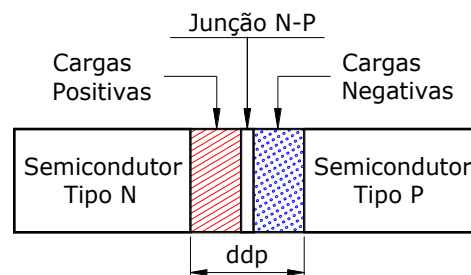 Junção N-P
Cargas
Positivas
Cargas
Negativas
Semicondutor
Tipo N
Semicondutor
Tipo P
ddp